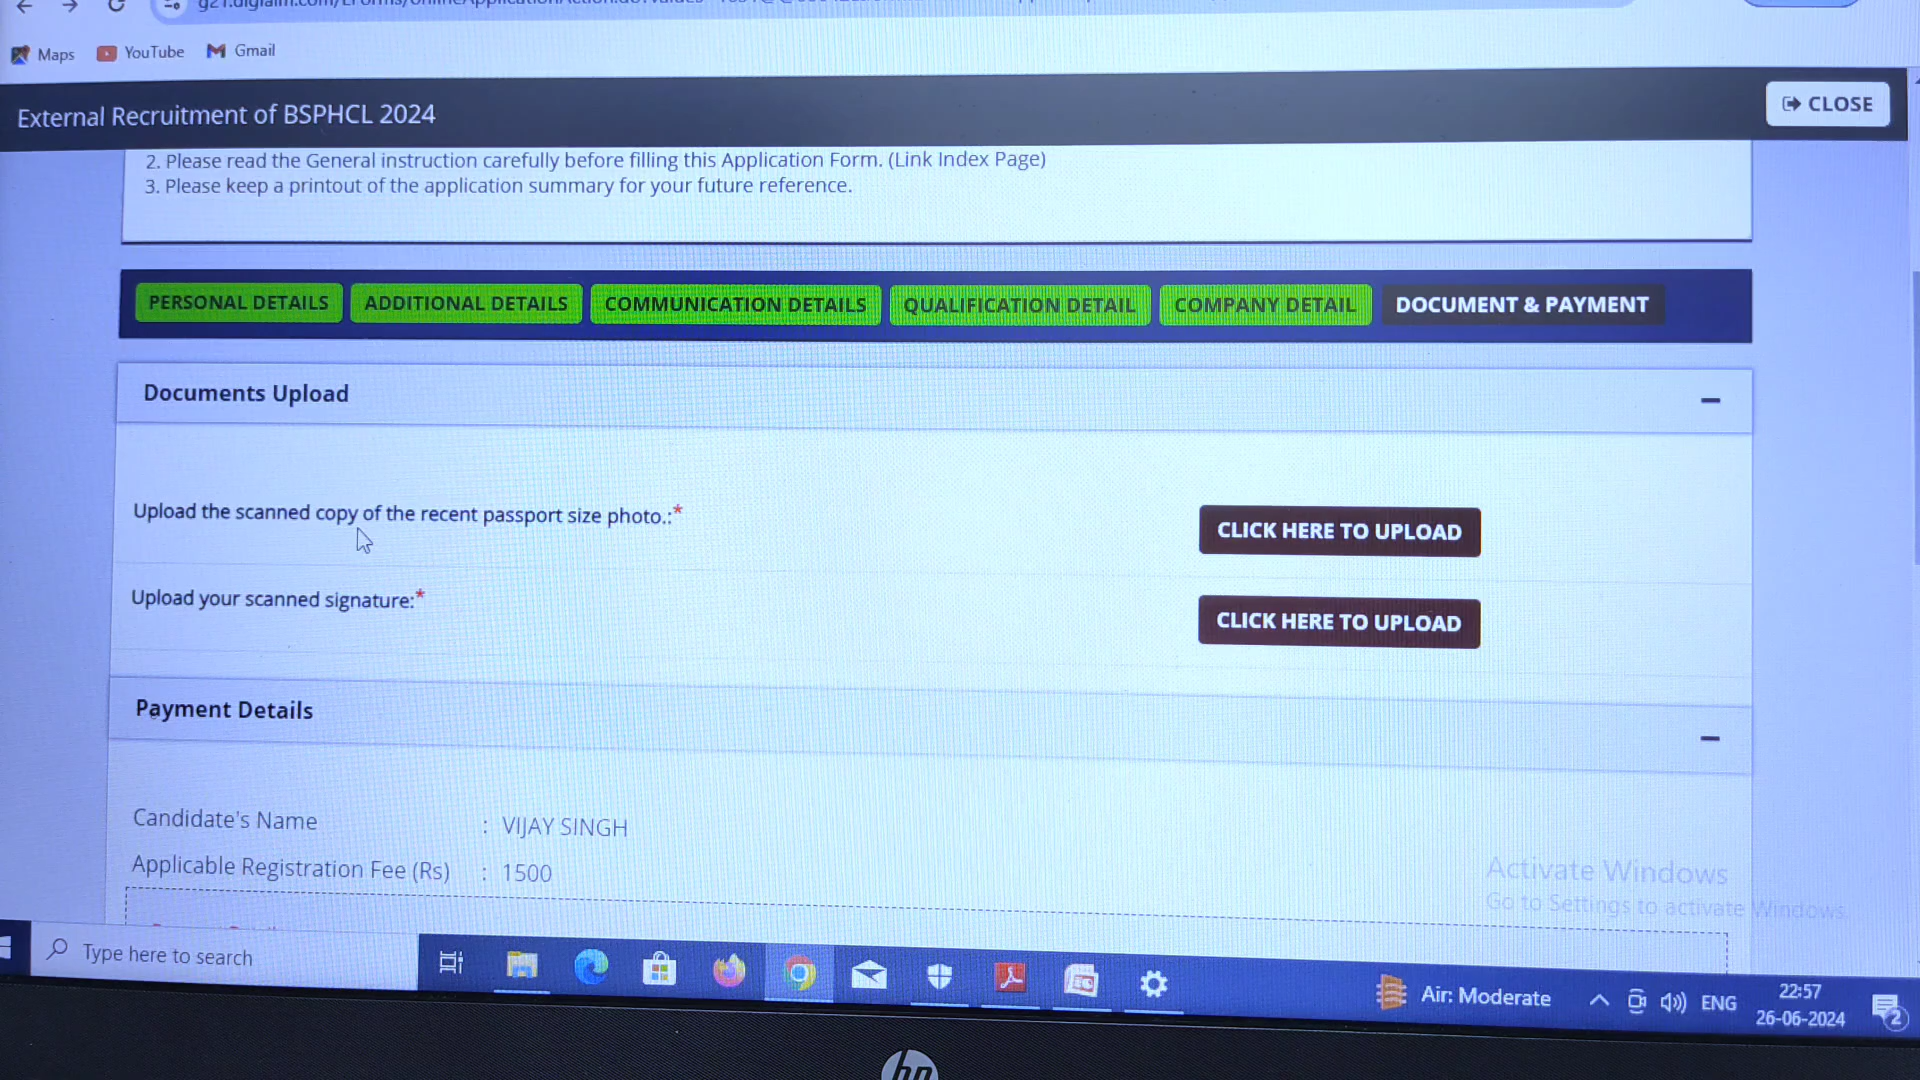 Maps YouTube Gmail
External Recruitment of BSPHCL 2024
CLOSE
2. Please read the General instruction carefully before filling this Application Form. (Link Index Page)
3. Please keep a printout of the application summary for your future reference.
PERSONAL DETAILS ADDITIONAL DETAILS COMMUNICATION DETAILS QUALIFICATION DETAIL COMPANY DETAIL DOCUMENT & PAYMENT
Documents Upload
Upload the scanned copy of the recent passport size photo.:*
CLICK HERE TO UPLOAD
Upload your scanned signature:*
CLICK HERE TO UPLOAD
Payment Details
Candidate's Name : VIJAY SINGH
Applicable Registration Fee (Rs) : 1500
Activate Windows
Go to Settings to activate Windows.
Type here to search
Air: Moderate
ENG
22:57
26-06-2024
2
hp